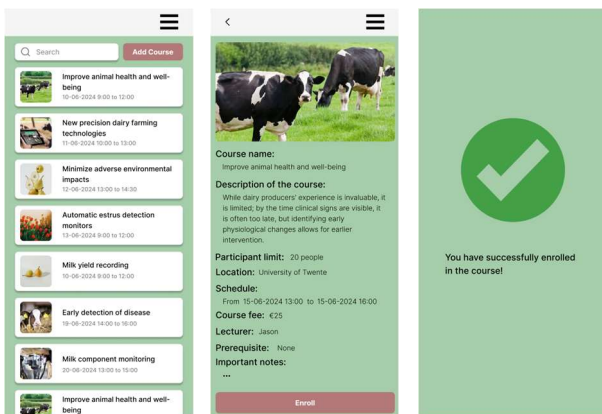 Search
Add Course
Improve animal health and well-
being
10-06-2024 9:00 to 12:00
New precision dairy farming
technologies
11-06-2024 10:00 to 13:00
Minimize adverse environmental
impacts
12-06-2024 13:00 to 14:30
Automatic estrus detection
monitors
13-06-2024 9:00 to 12:00
Milk yield recording
10-06-2024 9:00 to 12:00
Early detection of disease
19-06-2024 14:00 to 16:00
Milk component monitoring
20-06-2024 13:00 to 15:00
Improve animal health and well-
being
Course name:
Improve animal health and well-being
Description of the course:
While dairy producers' experience is invaluable, it
is limited; by the time clinical signs are visible, it
is often too late, but identifying early
physiological changes allows for earlier
intervention.
Participant limit: 20 people
Location: University of Twente
Schedule:
From 15-06-2024 13:00 to 15-06-2024 16:00
Course fee: €25
Lecturer: Jason
Prerequisite: None
Important notes:
...
Enroll
You have successfully enrolled
in the course!